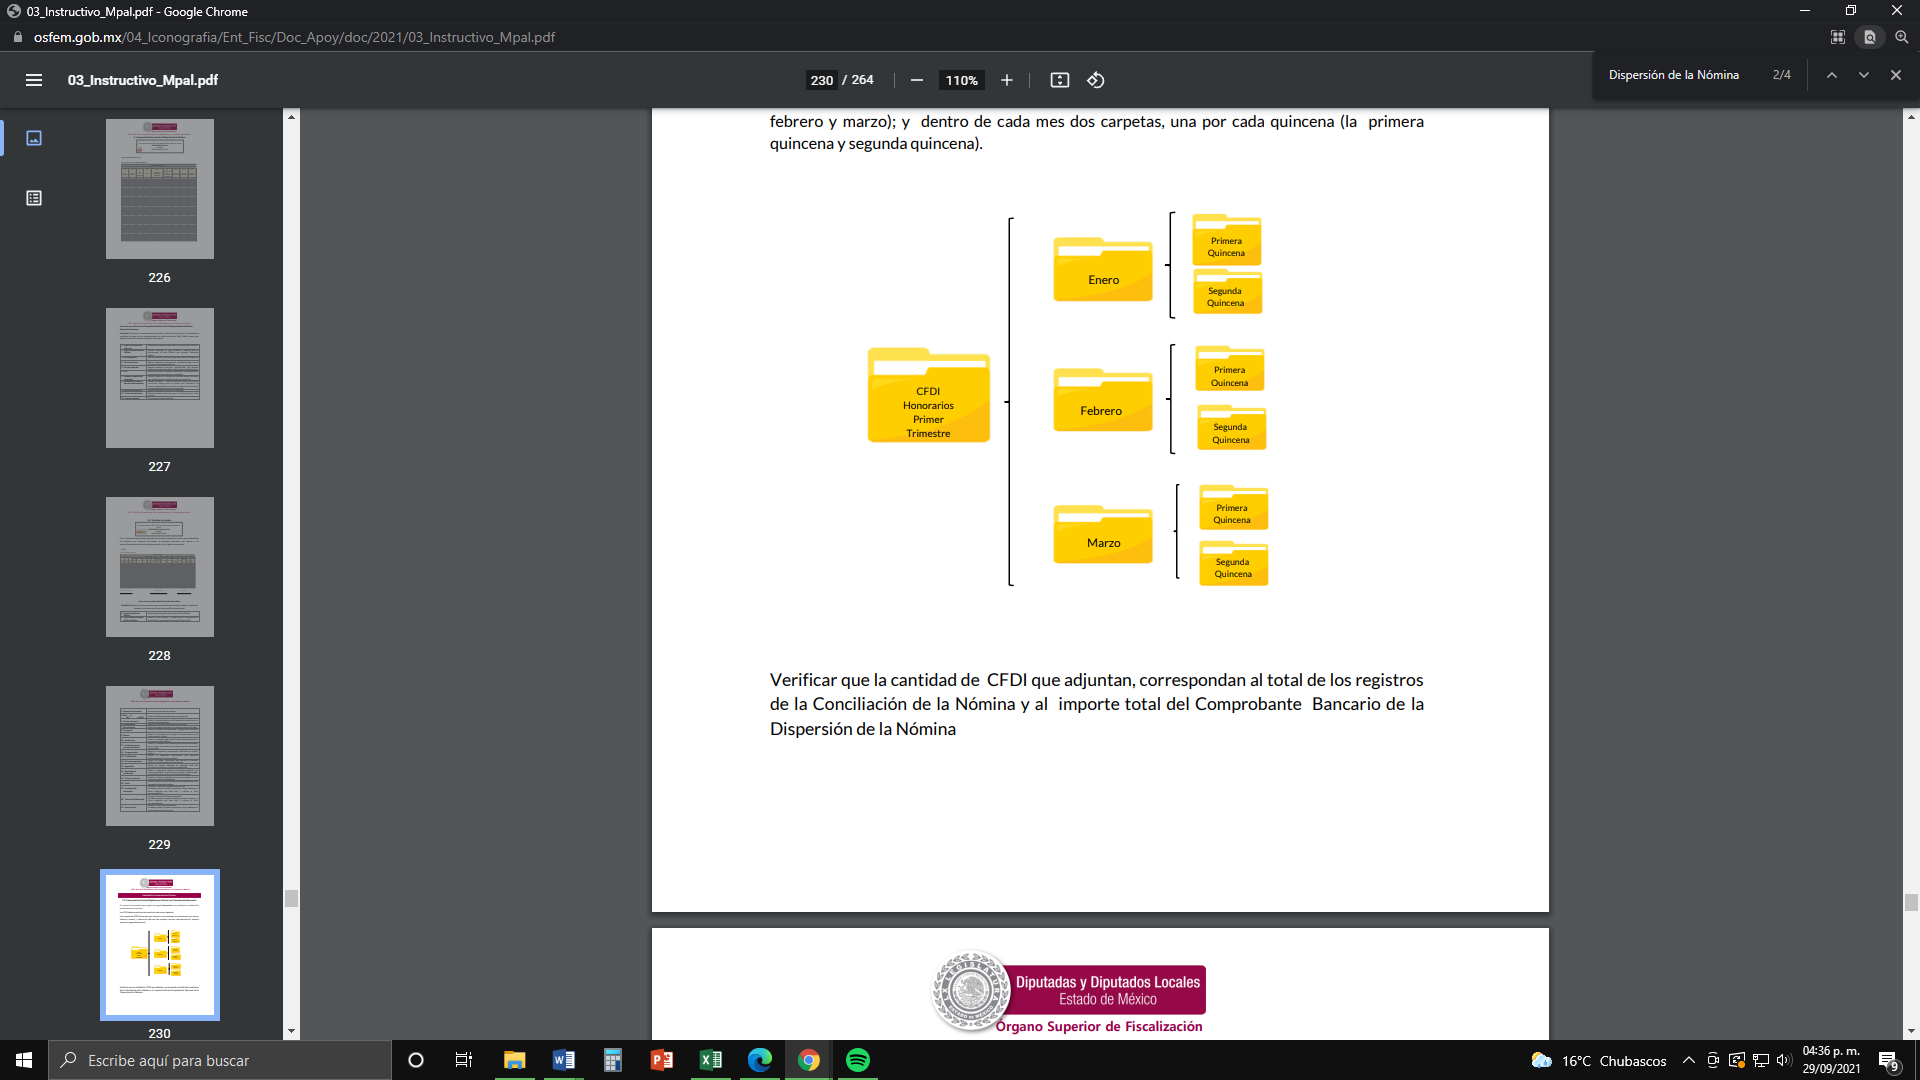 03_Instructivo_Mpal.pdf - Google Chrome
osfem.gob.mx/04_Iconografia/Ent_Fisc/Doc_Apoy/doc/2021/03_Instructivo_Mpal.pdf
03_Instructivo_Mpal.pdf
230 / 264
110%
Dispersión de la Nómina 2/4
226
227
228
229
230
febrero y marzo); y dentro de cada mes dos carpetas, una por cada quincena (la primera
quincena y segunda quincena).
CFDI
Honorarios
Primer
Trimestre
Enero
Primera
Quincena
Segunda
Quincena
Febrero
Primera
Quincena
Segunda
Quincena
Marzo
Primera
Quincena
Segunda
Quincena
Verificar que la cantidad de CFDI que adjuntan, correspondan al total de los registros
de la Conciliación de la Nómina y al importe total del Comprobante Bancario de la
Dispersión de la Nómina
Diputadas y Diputados Locales
Estado de México
Órgano Superior de Fiscalización
Escribe aquí para buscar
16°C Chubascos
04:36 p. m.
29/09/2021
9